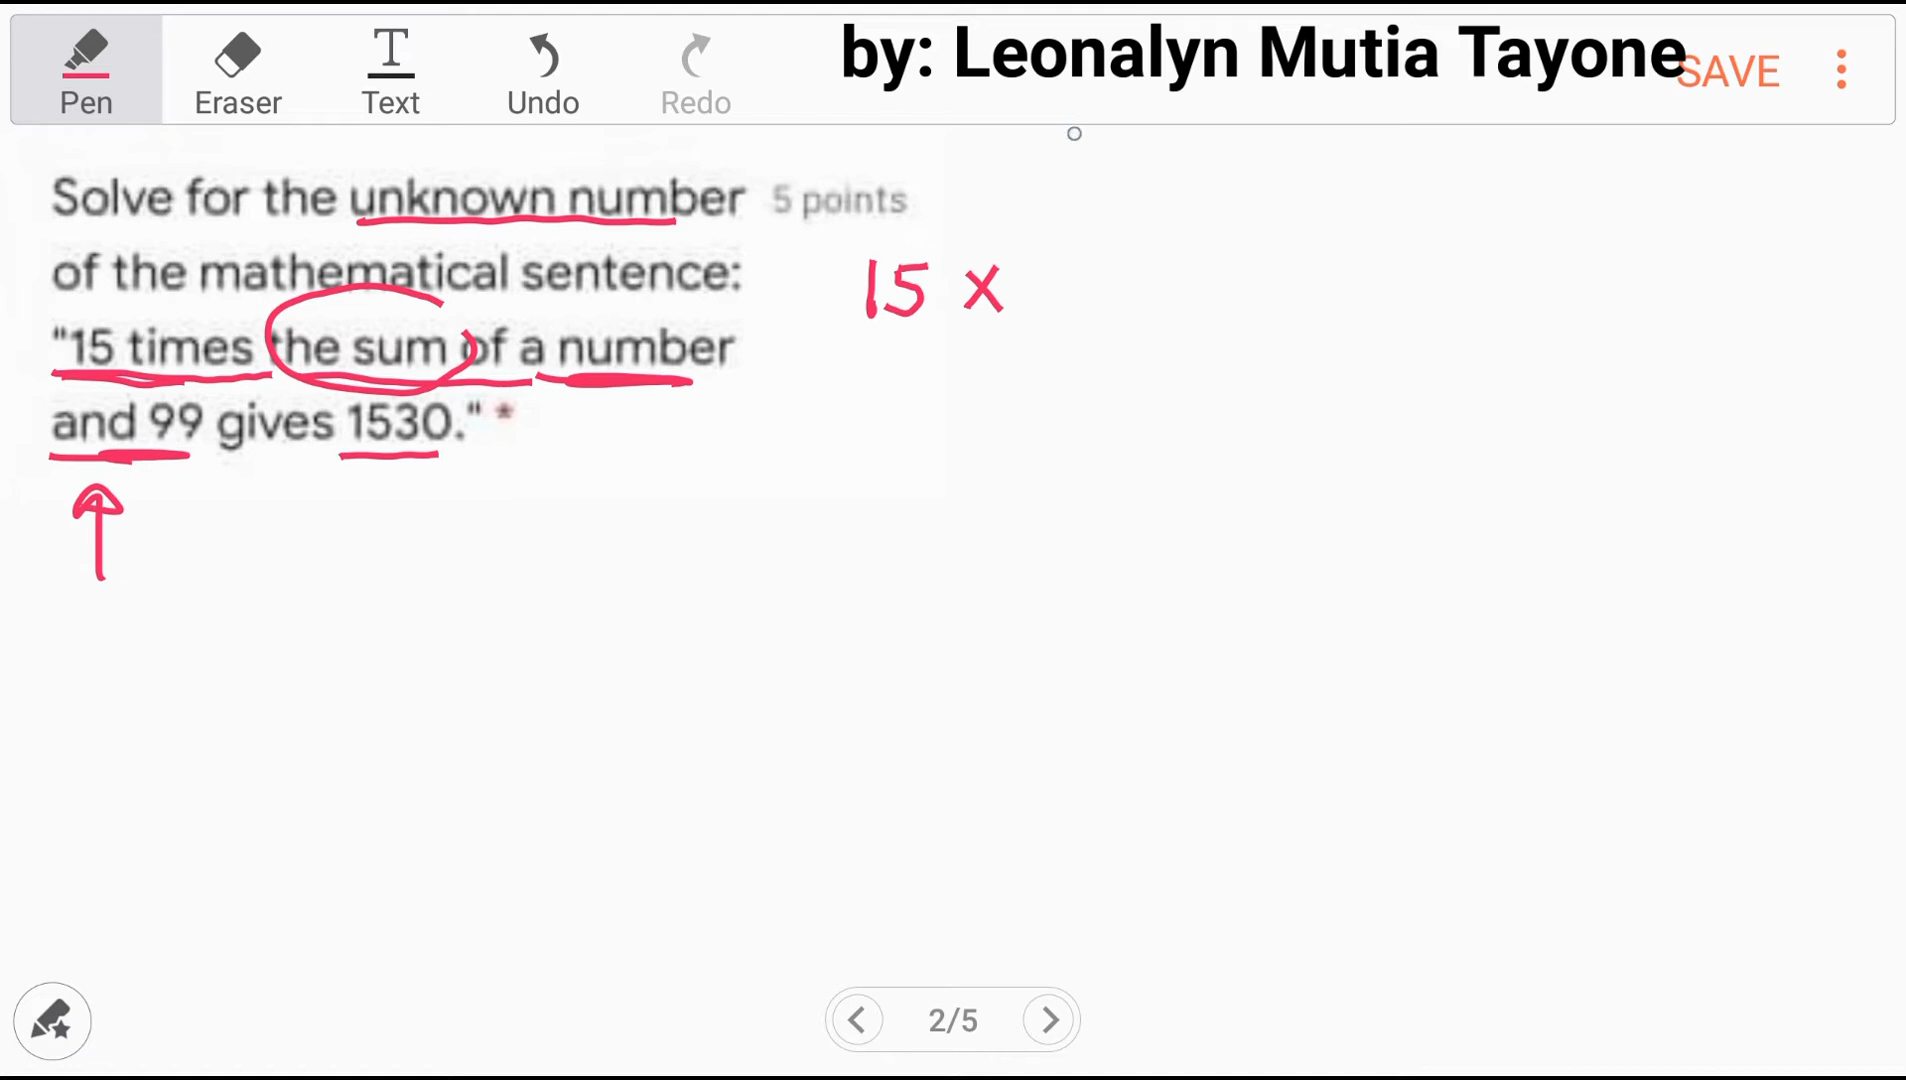 by: Leonalyn Mutia Tayone
SAVE
Pen
Eraser
Text
Undo
Redo
Solve for the unknown number 5 points
of the mathematical sentence:
"15 times the sum of a number
and 99 gives 1530." *
15 ×
2/5